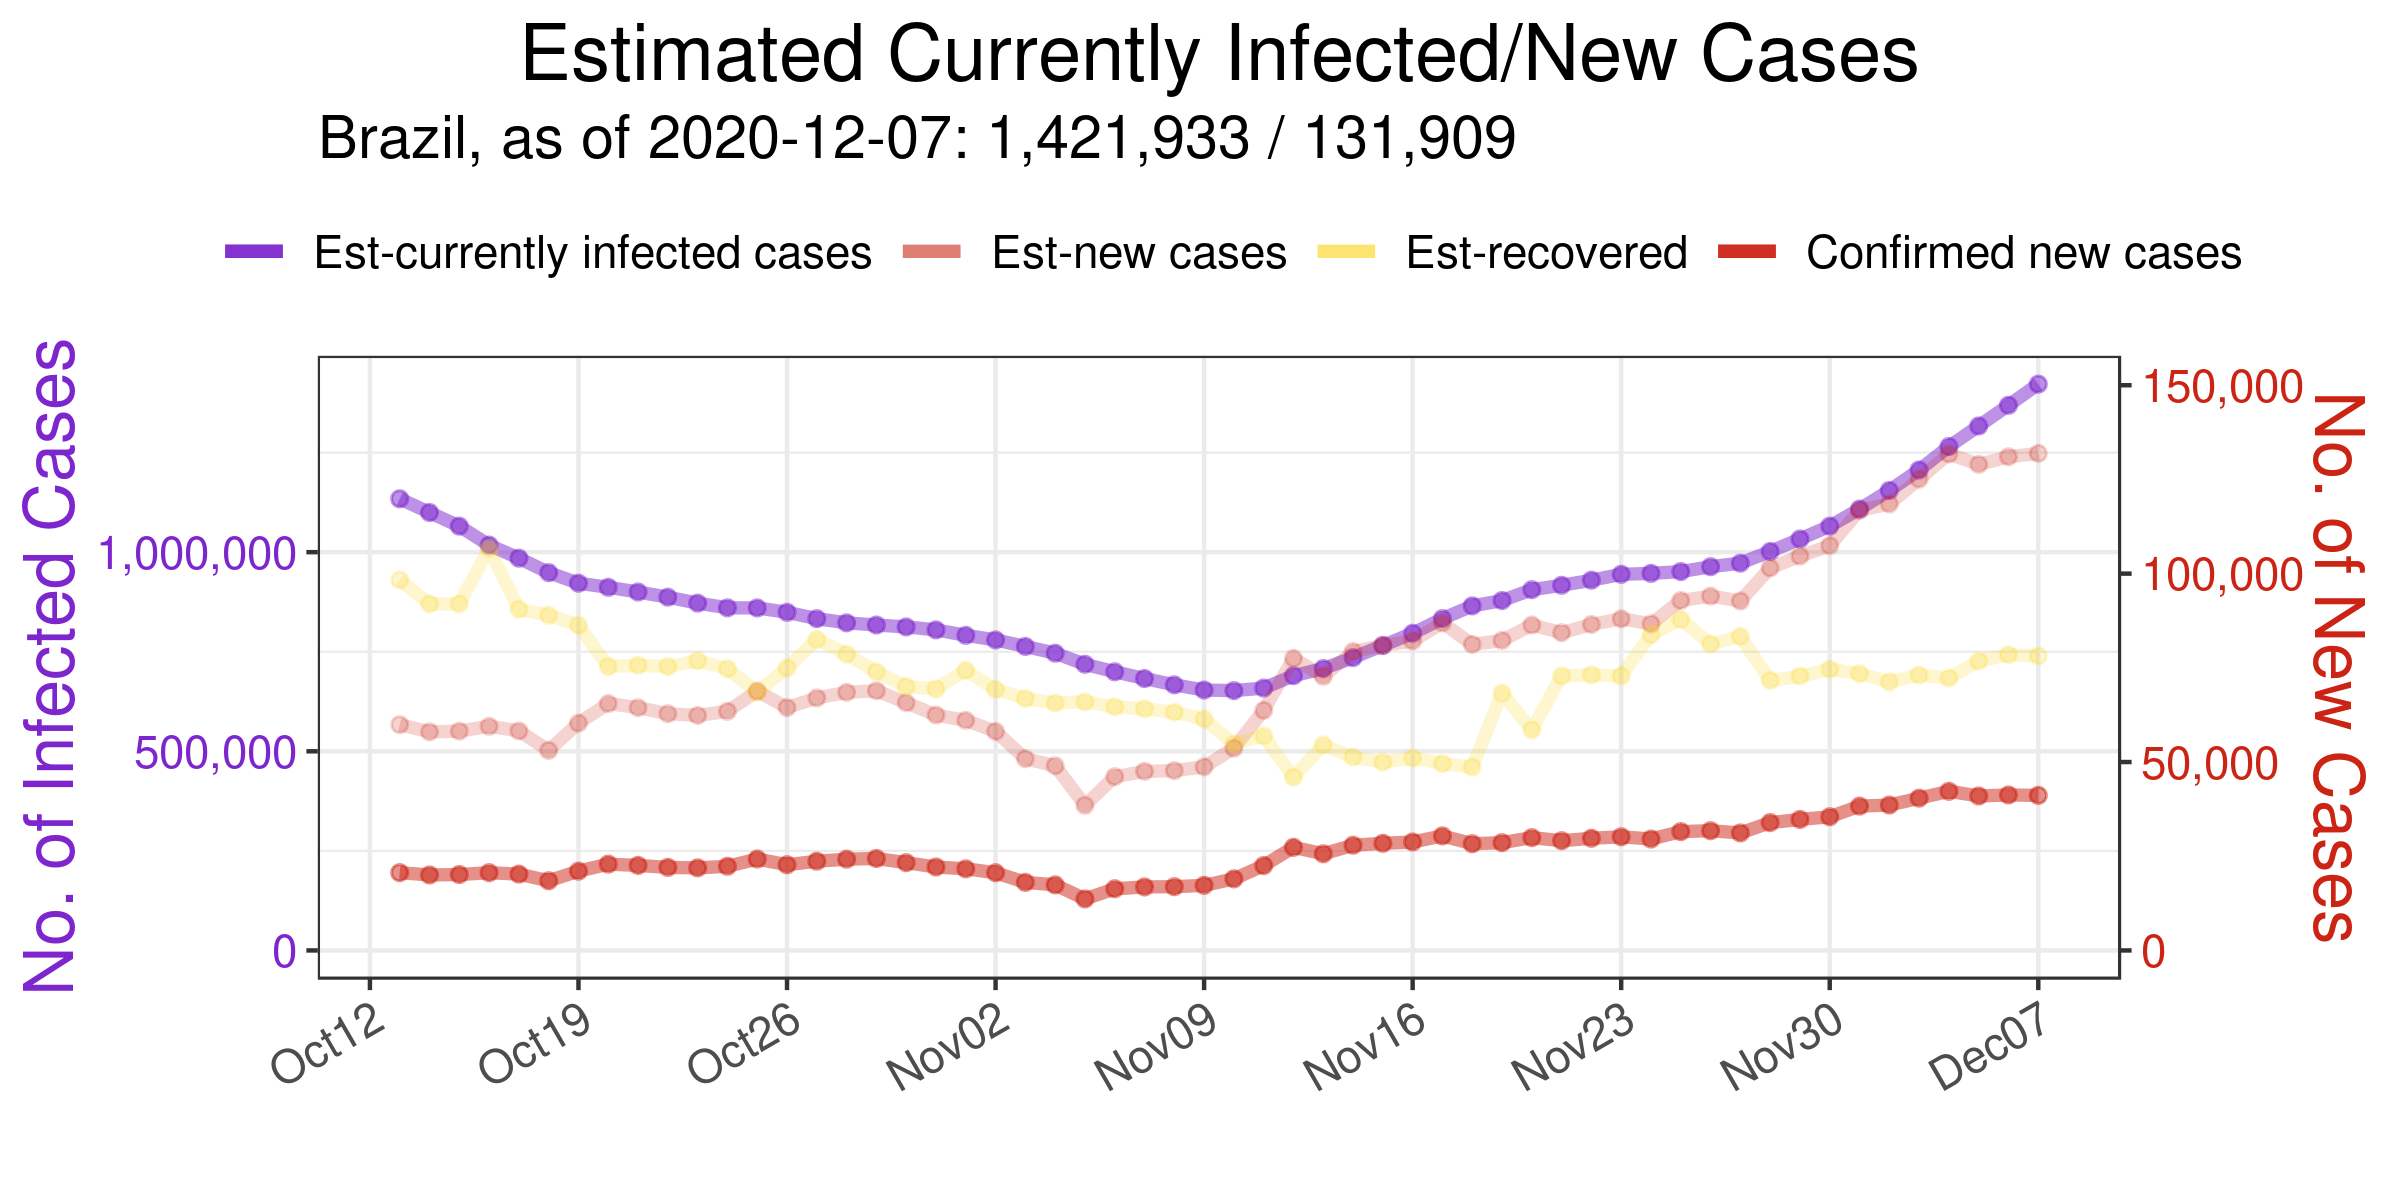 Estimated Currently Infected/New Cases
Brazil, as of 2020-12-07: 1,421,933 / 131,909
Est-currently infected cases Est-new cases Est-recovered Confirmed new cases
No. of Infected Cases
1,000,000
500,000
0
150,000
100,000
50,000
0
No. of New Cases
Oct12 Oct19 Oct26 Nov02 Nov09 Nov16 Nov23 Nov30 Dec07